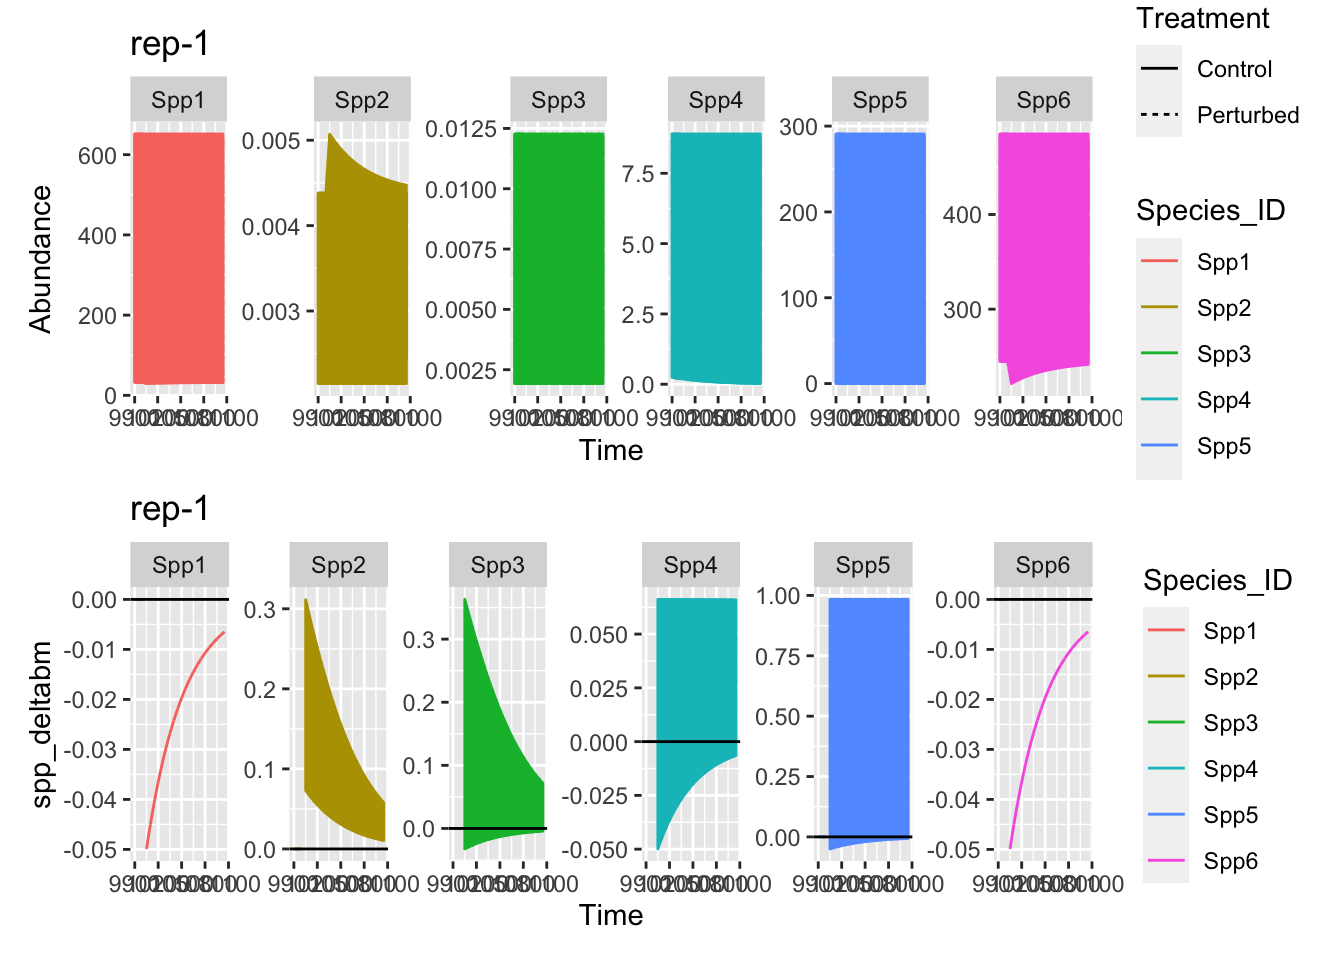 rep-1
Treatment
Control
Perturbed
Species_ID
Spp1
Spp2
Spp3
Spp4
Spp5
Spp1 Spp2 Spp3 Spp4 Spp5 Spp6
Abundance
600
400
200
0
0.005
0.004
0.003
0.0125
0.0100
0.0075
0.0050
0.0025
7.5
5.0
2.5
0.0
300
200
100
0
400
300
Time
rep-1
Spp1 Spp2 Spp3 Spp4 Spp5 Spp6
spp_deltabm
0.00
-0.01
-0.02
-0.03
-0.04
-0.05
0.3
0.2
0.1
0.0
0.3
0.2
0.1
0.0
0.050
0.025
0.000
-0.025
-0.050
1.00
0.75
0.50
0.25
0.00
0.00
-0.01
-0.02
-0.03
-0.04
-0.05
Time
Species_ID
Spp1
Spp2
Spp3
Spp4
Spp5
Spp6